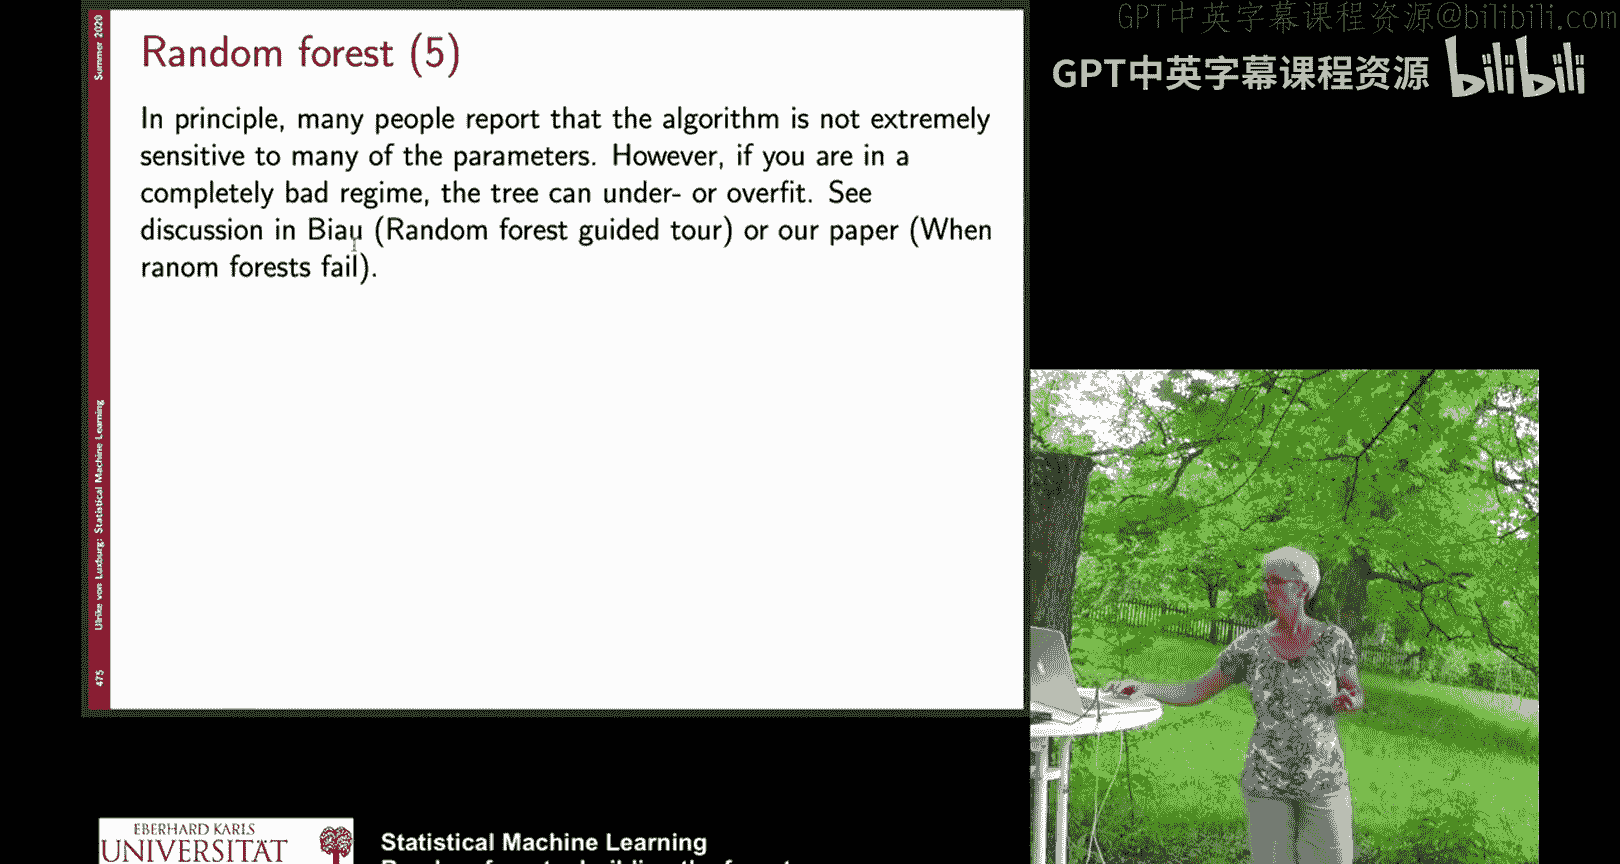 GPT中英字幕课程资源@bilibili.com
GPT中英字幕课程资源 bilibili
Summer 2020
Random forest (5)
In principle, many people report that the algorithm is not extremely
sensitive to many of the parameters. However, if you are in a
completely bad regime, the tree can under- or overfit. See
discussion in Biau (Random forest guided tour) or our paper (When
ranom forests fail).
Ulrike von Luxburg: Statistical Machine Learning
475
EBERHARD KARLS
UNIVERSITÄT
Statistical Machine Learning